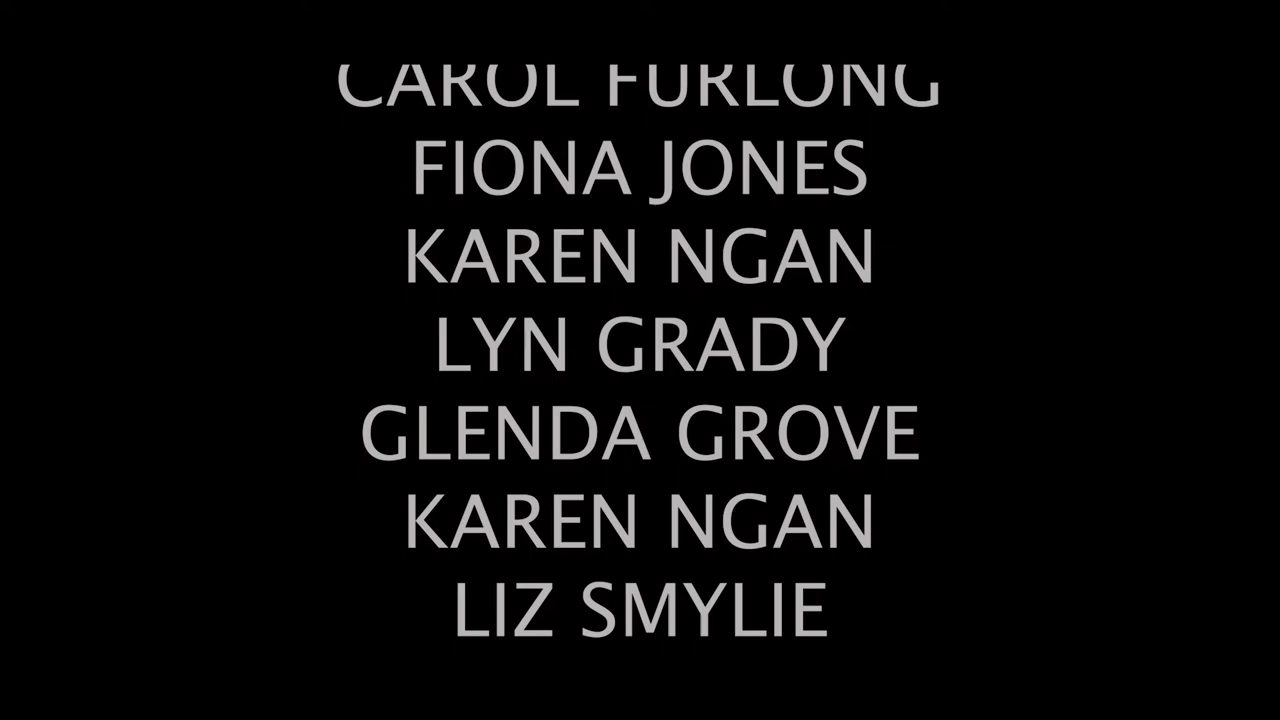 CAROL FURLONG
FIONA JONES
KAREN NGAN
LYN GRADY
GLENDA GROVE
KAREN NGAN
LIZ SMYLIE